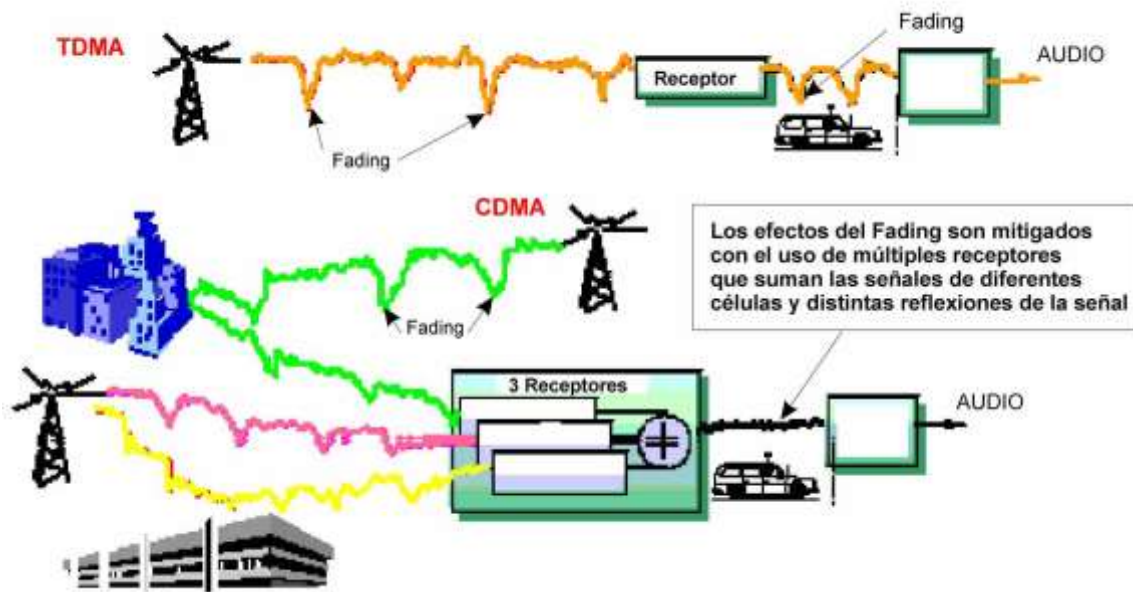 TDMA
Fading
AUDIO
Receptor
Fading
CDMA
Los efectos del Fading son mitigados
con el uso de múltiples receptores
que suman las señales de diferentes
células y distintas reflexiones de la señal
Fading
3 Receptores
AUDIO